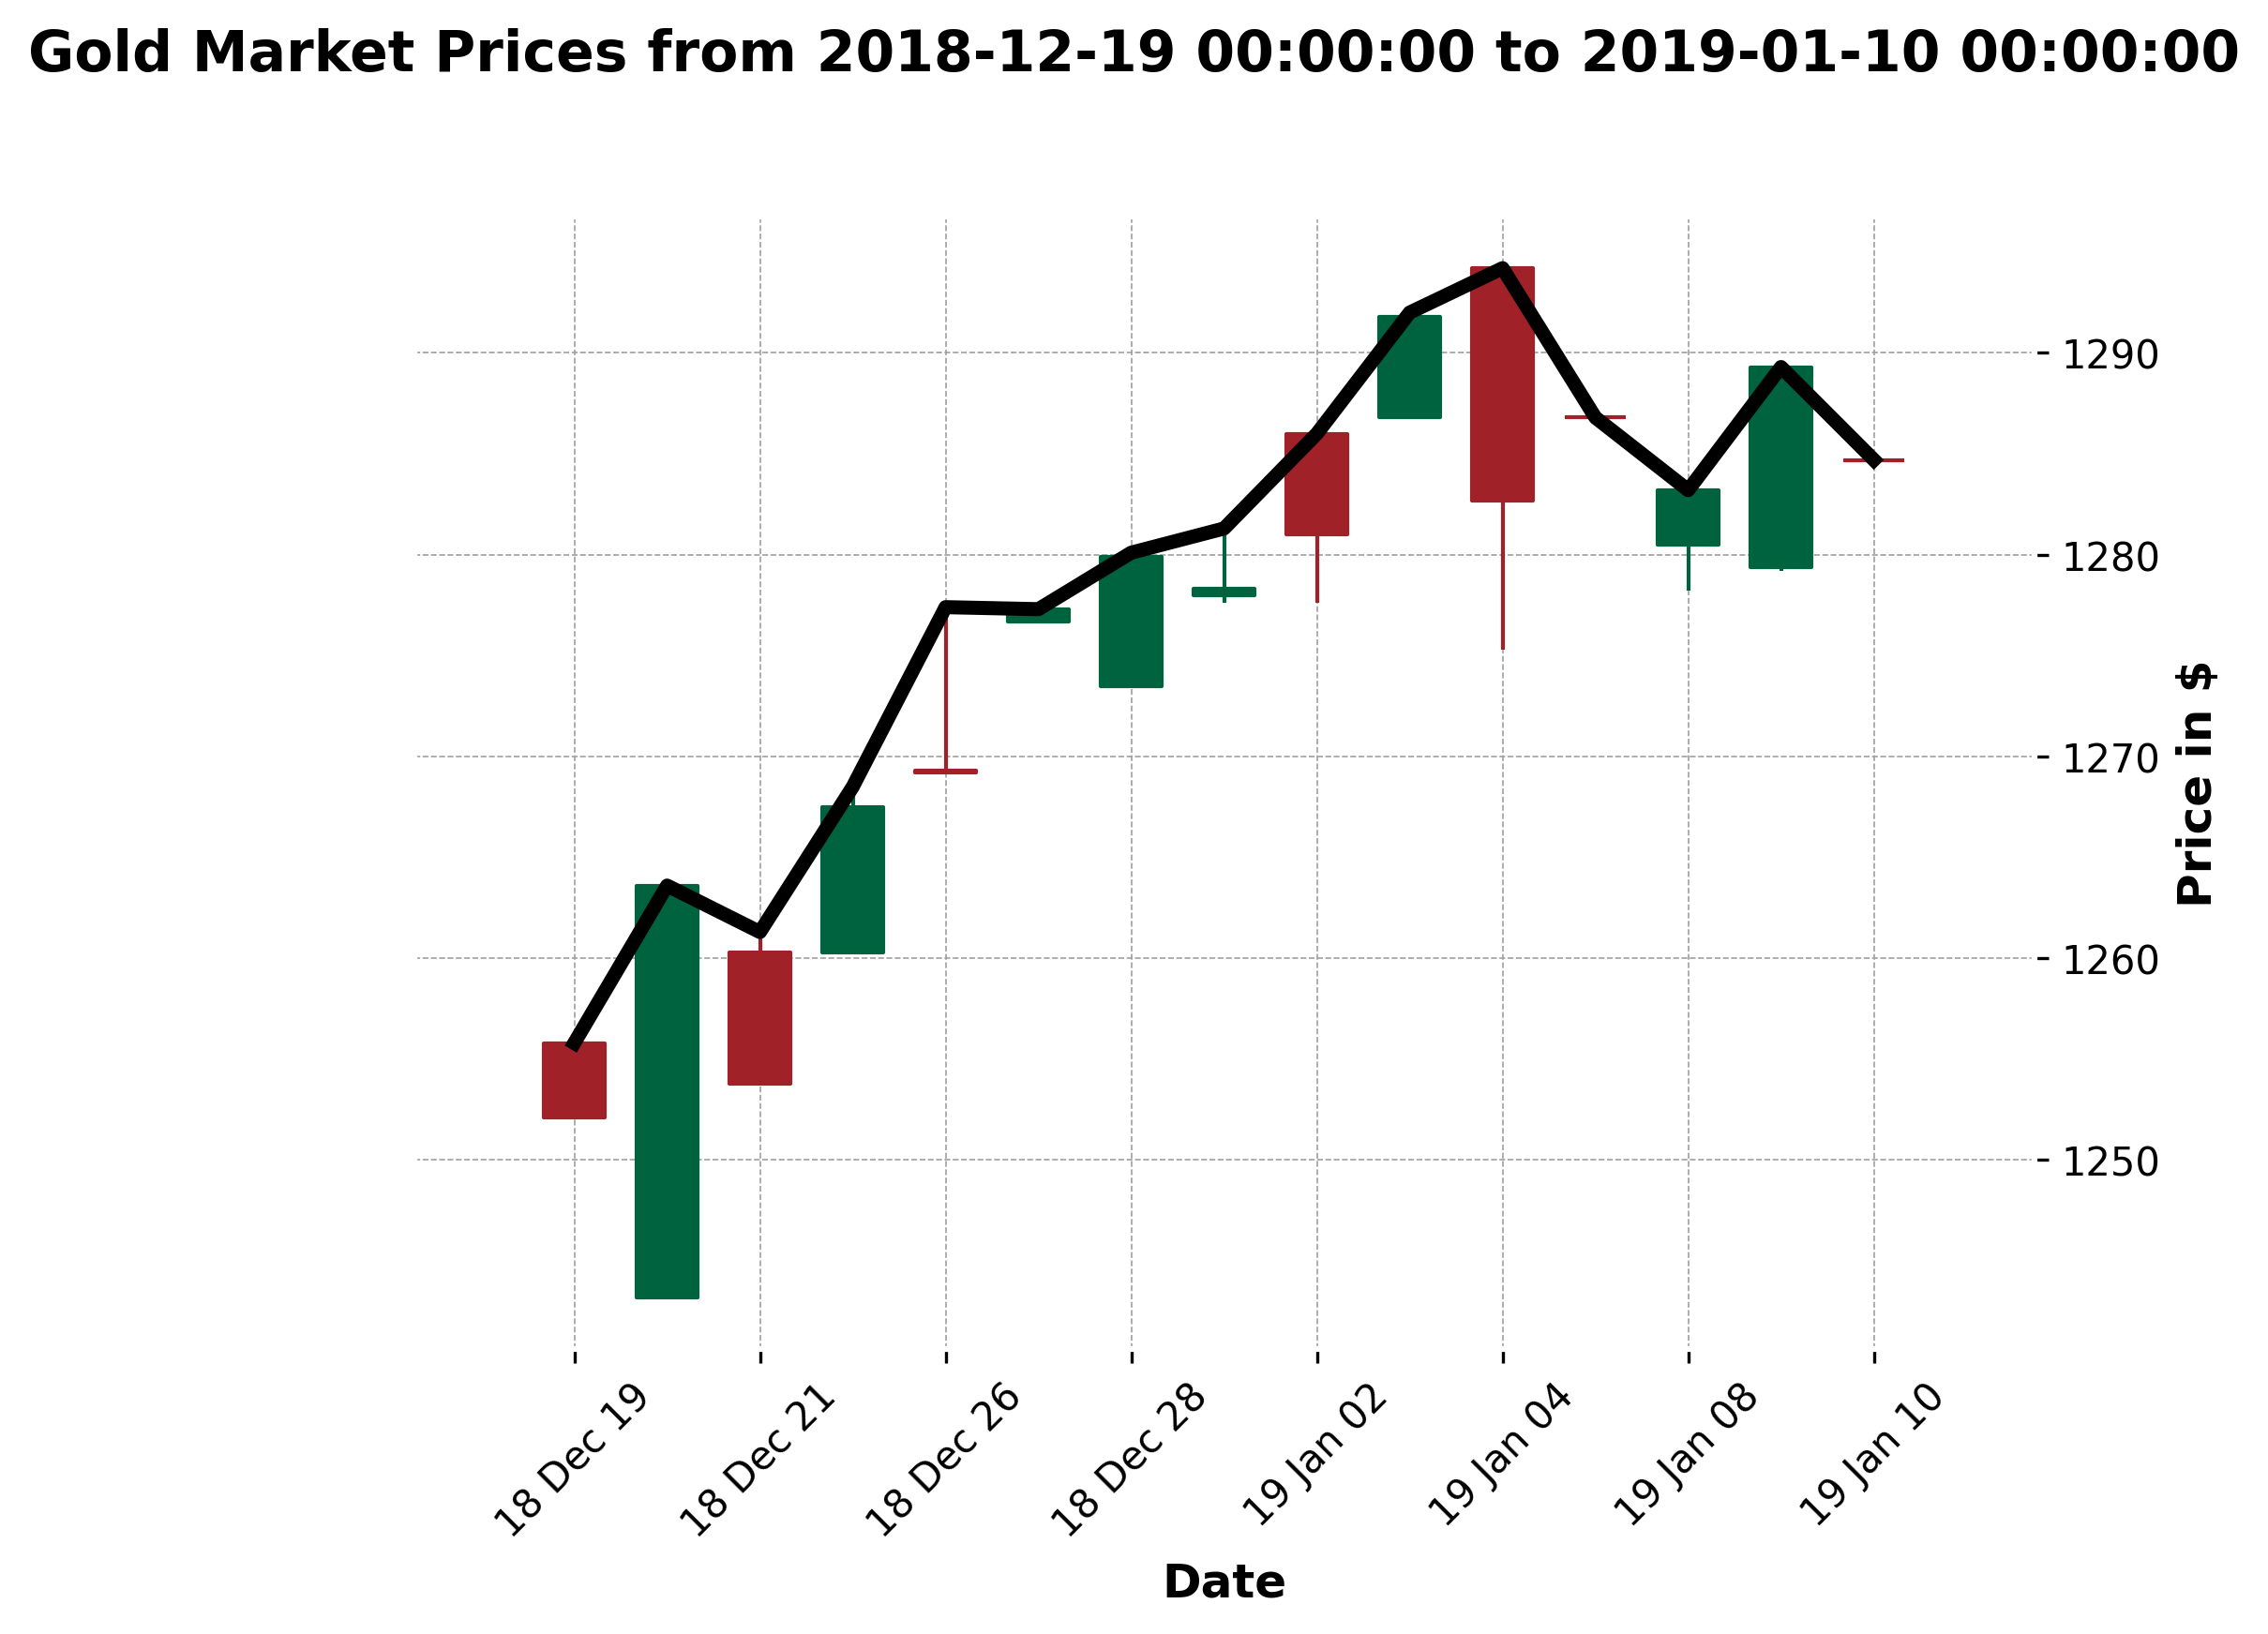 Gold Market Prices from 2018-12-19 00:00:00 to 2019-01-10 00:00:00
1290
1280
1270
1260
1250
Price in $
18 Dec 19
18 Dec 21
18 Dec 26
18 Dec 28
19 Jan 02
19 Jan 04
19 Jan 08
19 Jan 10
Date